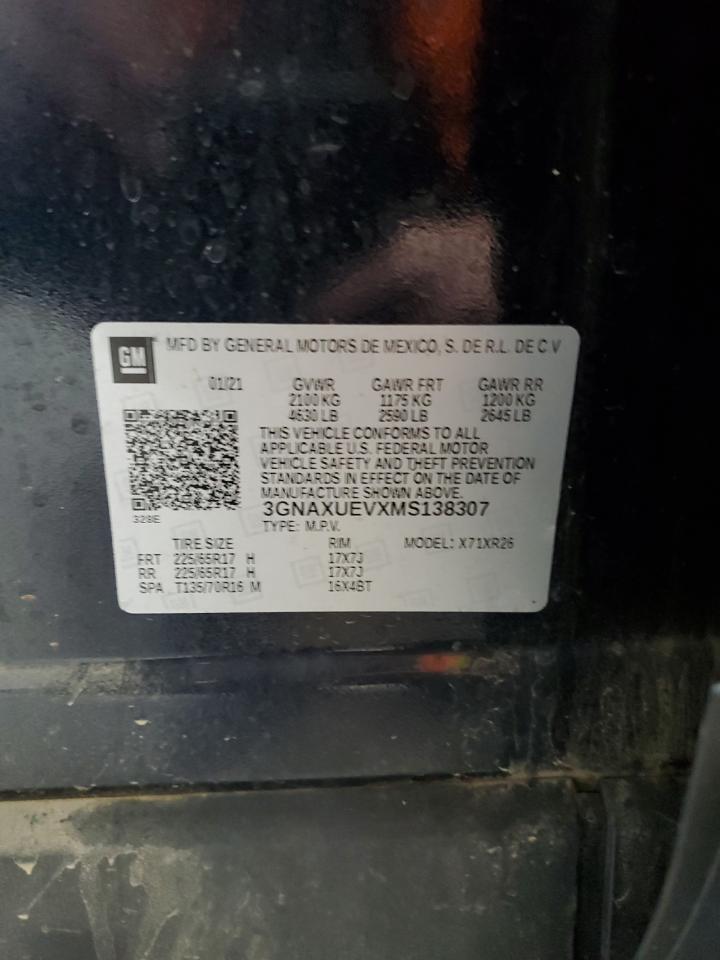 GM MFD BY GENERAL MOTORS DE MEXICO, S. DE R.L. DE C.V
01/21 GVWR GAWR FRT GAWR RR
2100 KG 1175 KG 1200 KG
4630 LB 2590 LB 2645 LB
THIS VEHICLE CONFORMS TO ALL
APPLICABLE U.S. FEDERAL MOTOR
VEHICLE SAFETY AND THEFT PREVENTION
STANDARDS IN EFFECT ON THE DATE OF
MANUFACTURE SHOWN ABOVE.
3GNAXUEVXMS138307
328E
TYPE: M.P.V.
TIRE SIZE RIM MODEL: X71XR26
FRT 225/65R17 H 17X7J
RR 225/65R17 H 17X7J
SPA T135/70R16 M 16X4BT